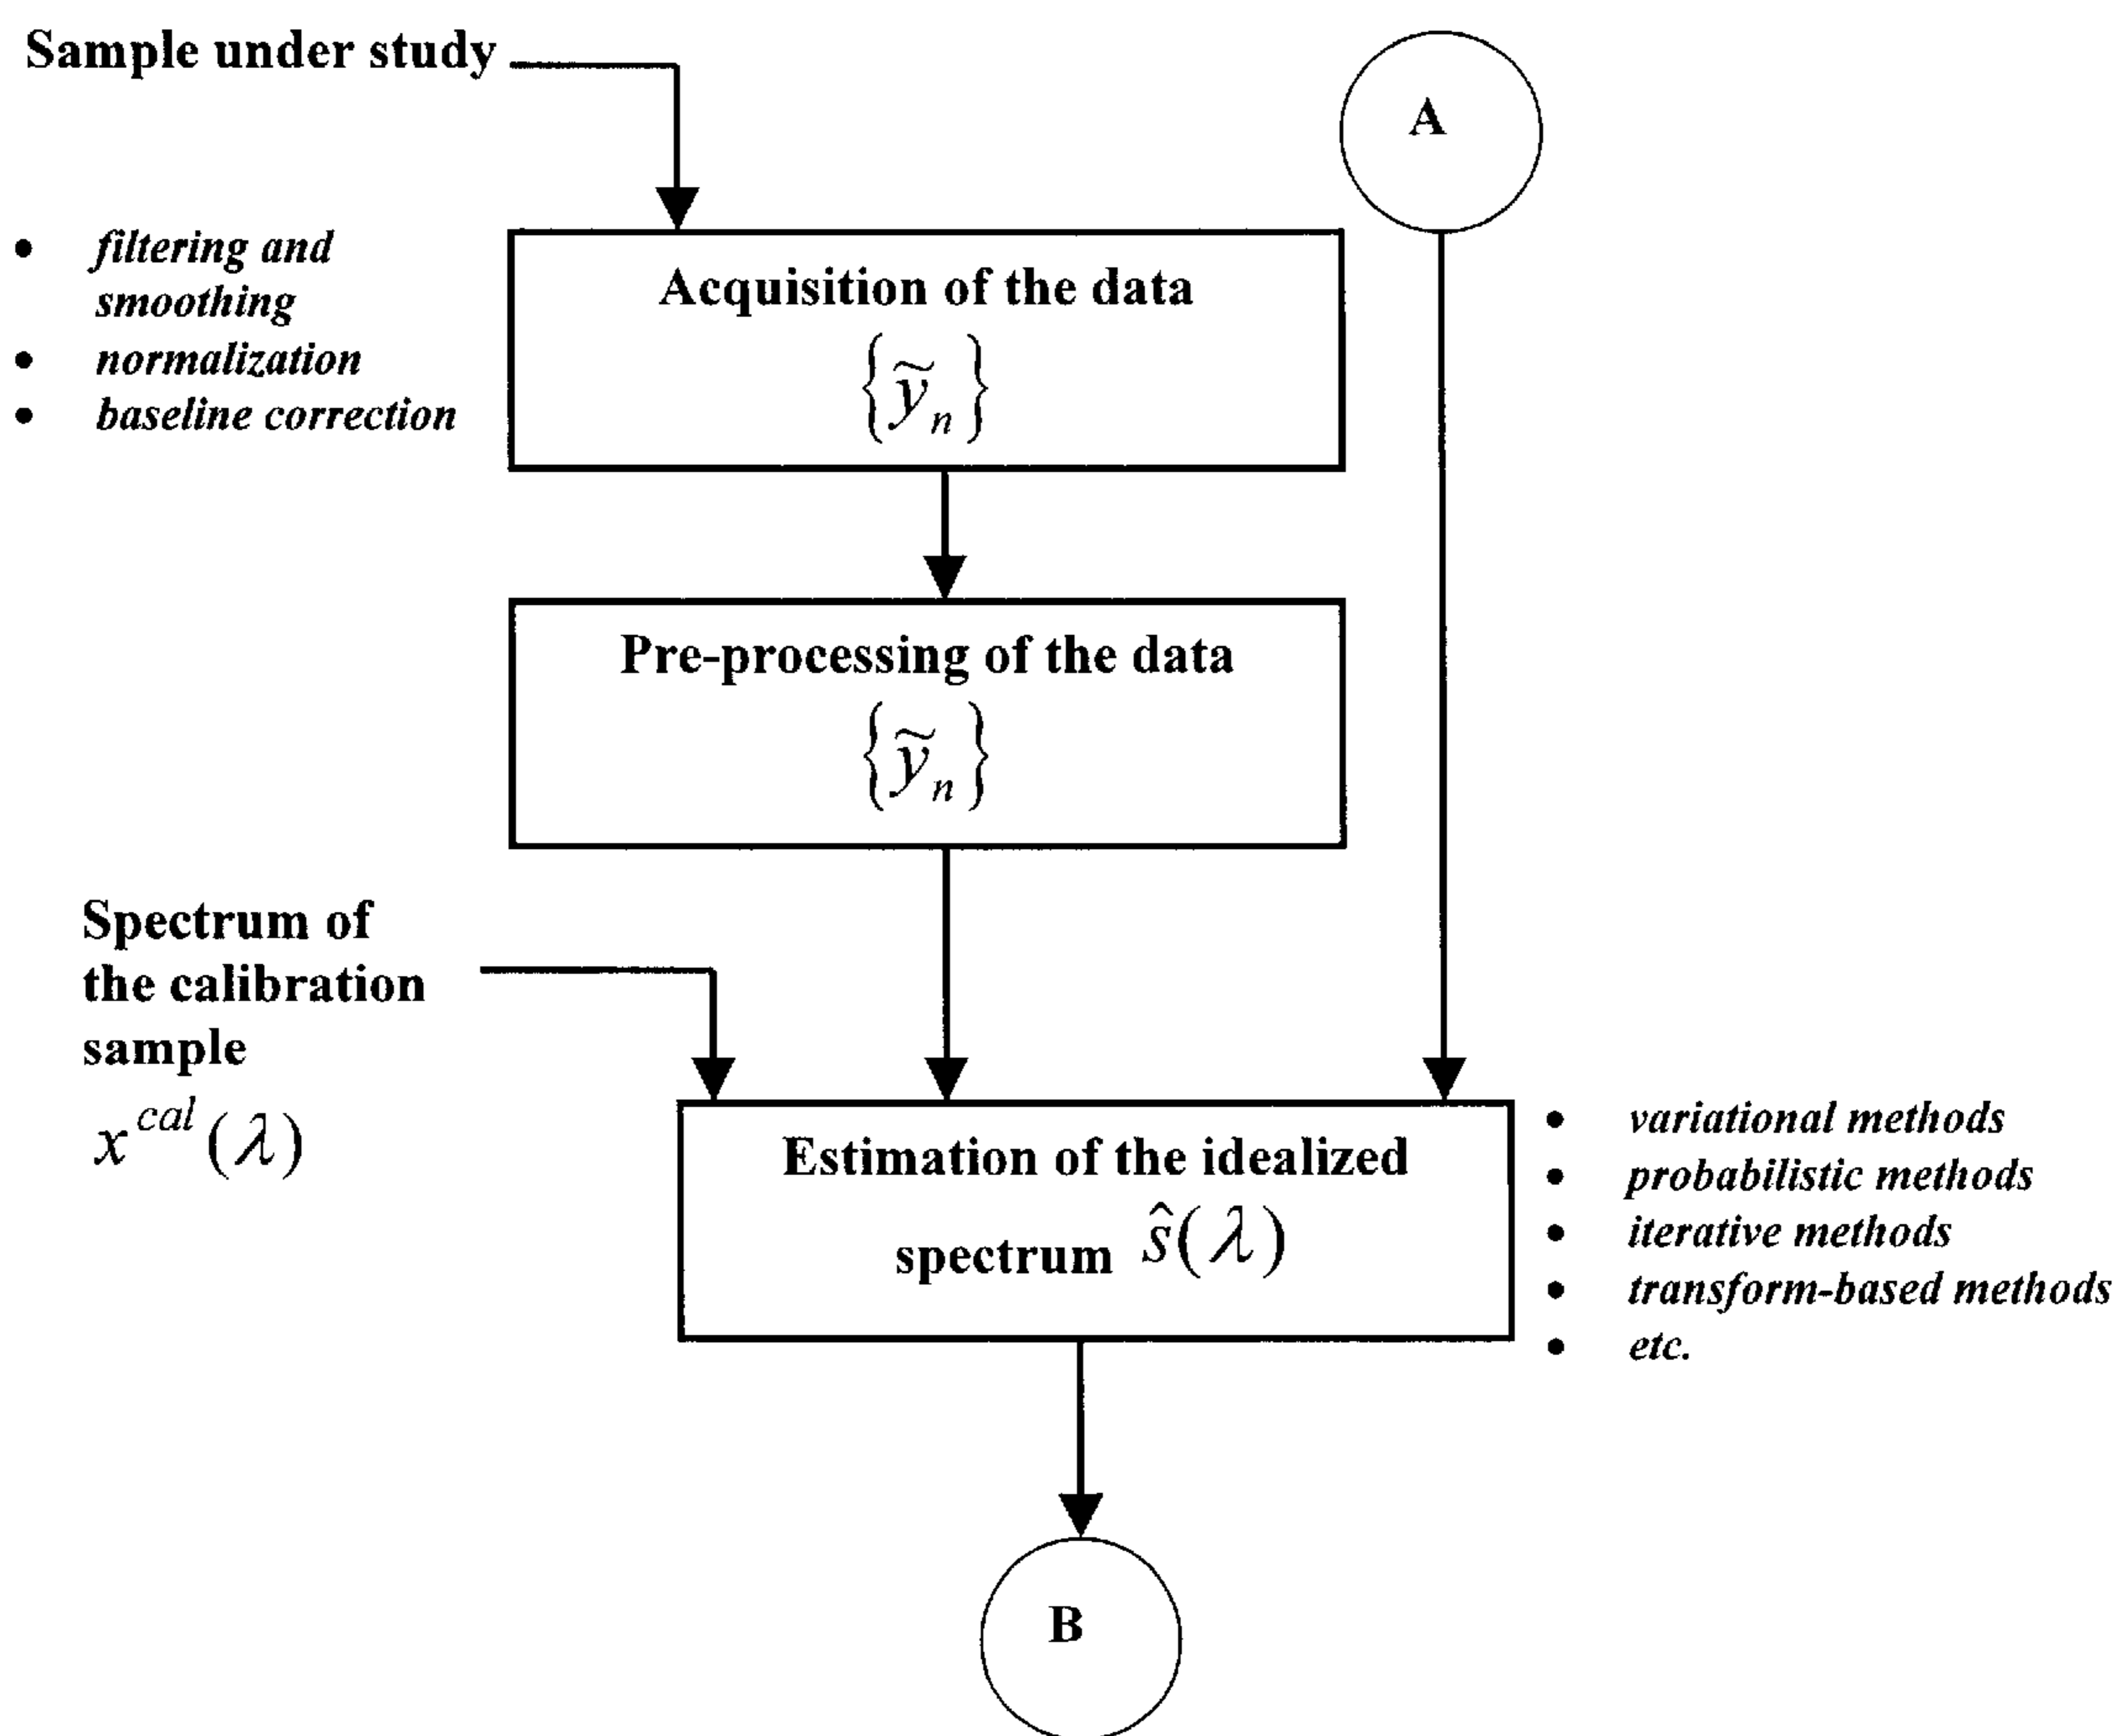 Sample under study
A
• filtering and
smoothing
• normalization
• baseline correction
Acquisition of the data
{ỹₙ}
Pre-processing of the data
{ỹₙ}
Spectrum of
the calibration
sample
x^cal(λ)
Estimation of the idealized
spectrum ŝ(λ)
• variational methods
• probabilistic methods
• iterative methods
• transform-based methods
• etc.
B